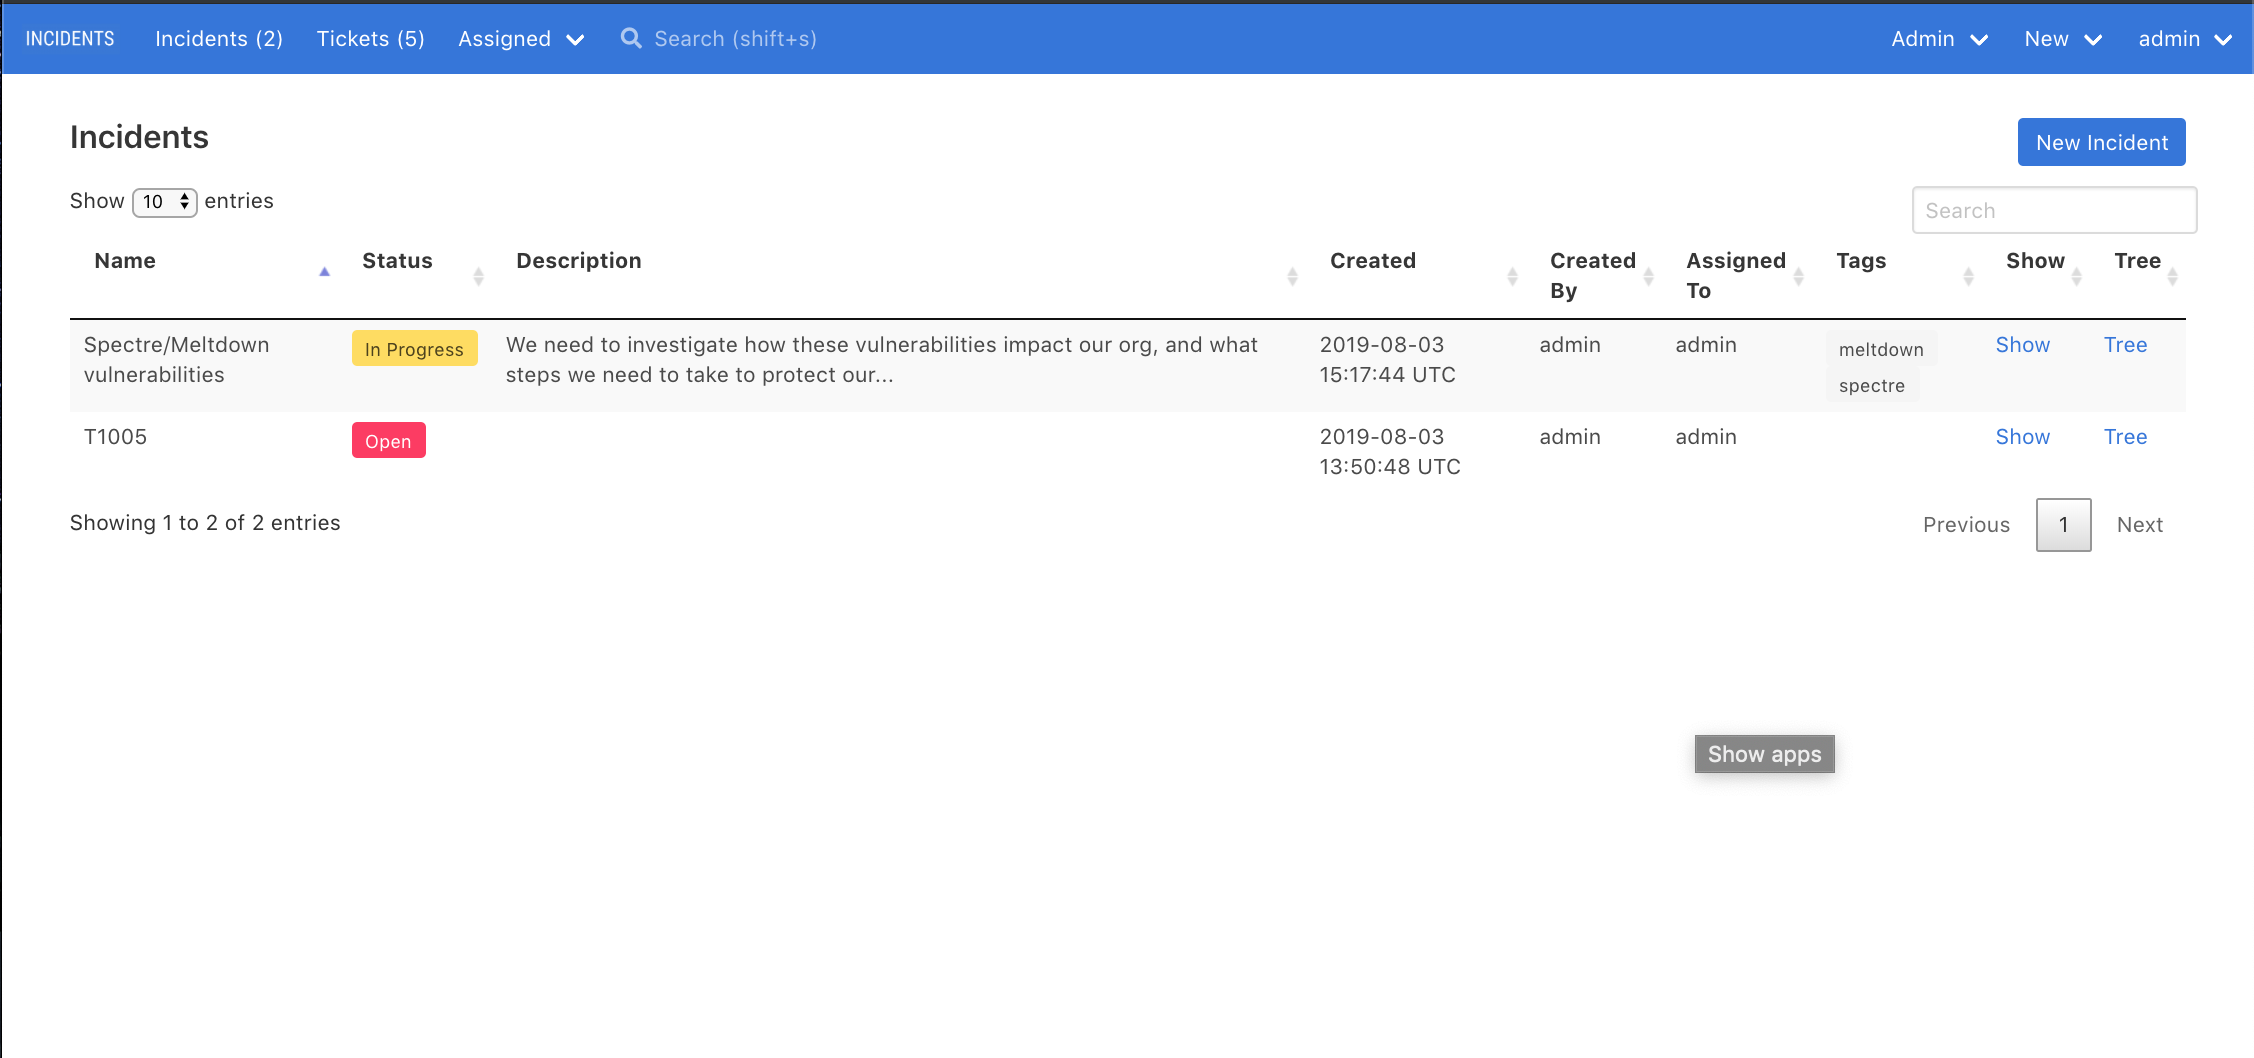 INCIDENTS Incidents (2) Tickets (5) Assigned Search (shift+s) Admin New admin
Incidents
New Incident
Show 10 entries
Search
Name Status Description Created Created By Assigned To Tags Show Tree
Spectre/Meltdown vulnerabilities
In Progress
We need to investigate how these vulnerabilities impact our org, and what
steps we need to take to protect our...
2019-08-03
15:17:44 UTC
admin
admin
meltdown
spectre
Show
Tree
T1005
Open
2019-08-03
13:50:48 UTC
admin
admin
Show
Tree
Showing 1 to 2 of 2 entries
Previous 1 Next
Show apps